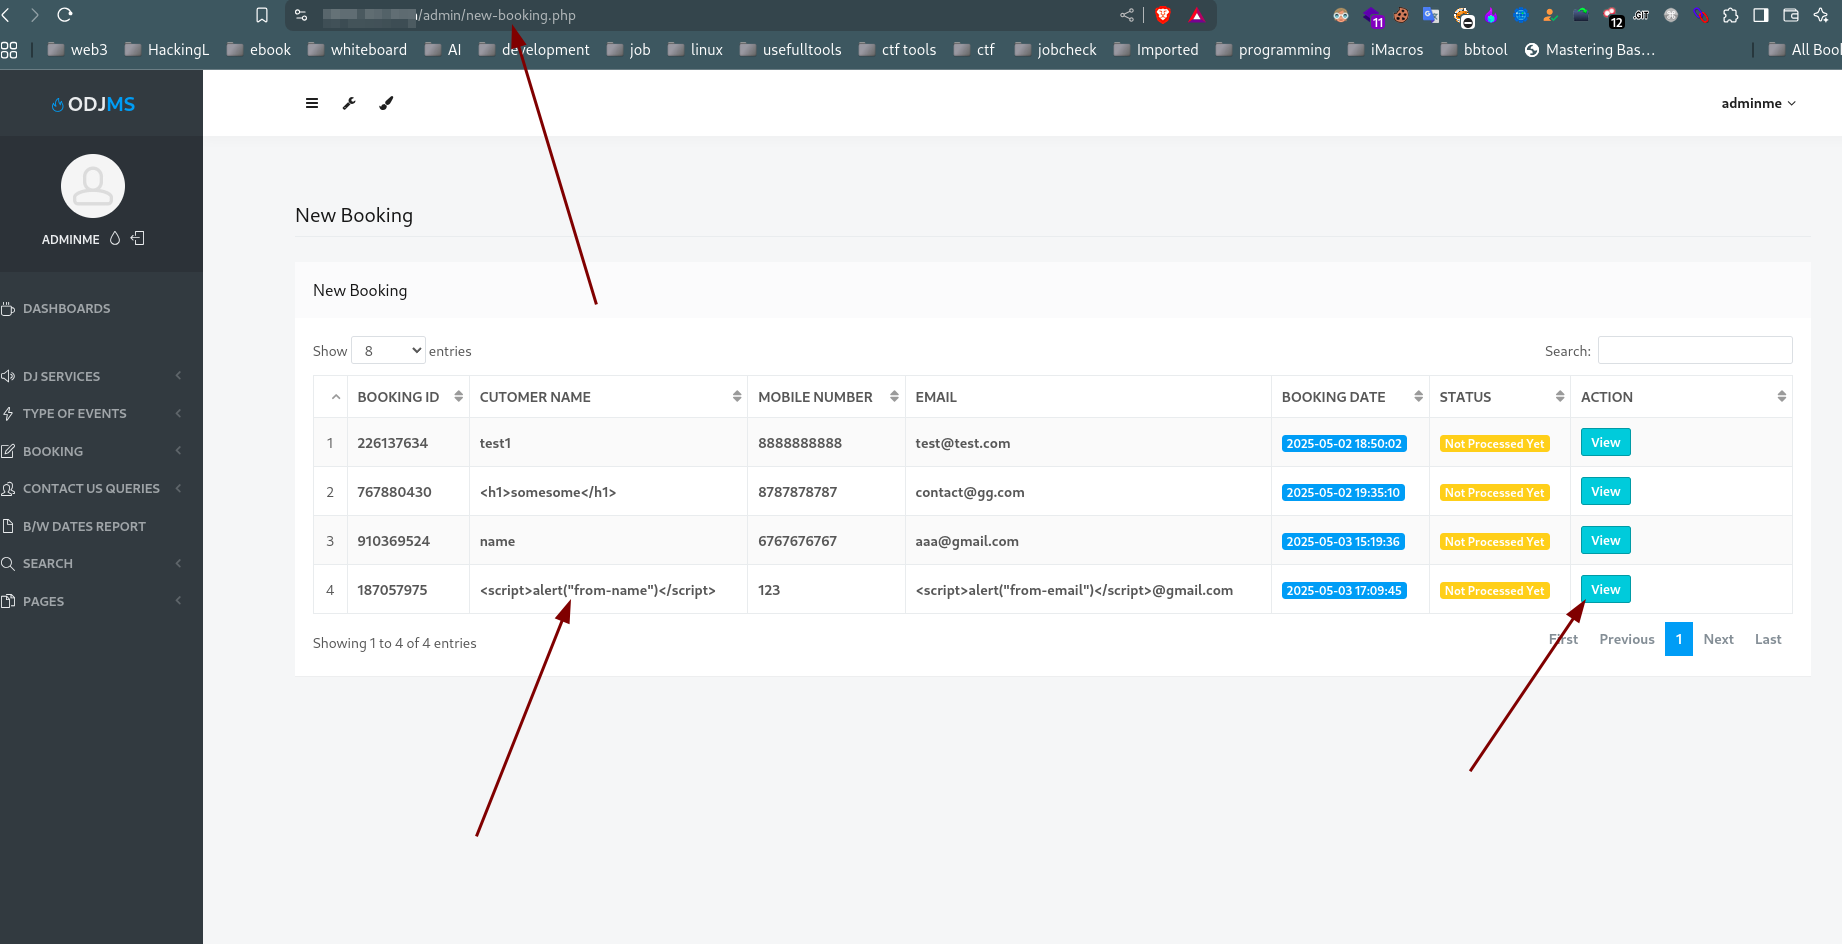 /admin/new-booking.php
11
12
.GIT
web3 HackingL ebook whiteboard AI development job linux usefulltools ctf tools ctf jobcheck Imported programming iMacros bbtool Mastering Bas… All Bool
ODJMS
adminme
ADMINME
New Booking
DASHBOARDS
DJ SERVICES
TYPE OF EVENTS
BOOKING
CONTACT US QUERIES
B/W DATES REPORT
SEARCH
PAGES
New Booking
Show 8 entries
Search:
BOOKING ID CUTOMER NAME MOBILE NUMBER EMAIL BOOKING DATE STATUS ACTION
1 226137634 test1 8888888888 test@test.com 2025-05-02 18:50:02 Not Processed Yet View
2 767880430 <h1>somesome</h1> 8787878787 contact@gg.com 2025-05-02 19:35:10 Not Processed Yet View
3 910369524 name 6767676767 aaa@gmail.com 2025-05-03 15:19:36 Not Processed Yet View
4 187057975 <script>alert("from-name")</script> 123 <script>alert("from-email")</script>@gmail.com 2025-05-03 17:09:45 Not Processed Yet View
Showing 1 to 4 of 4 entries
First Previous 1 Next Last